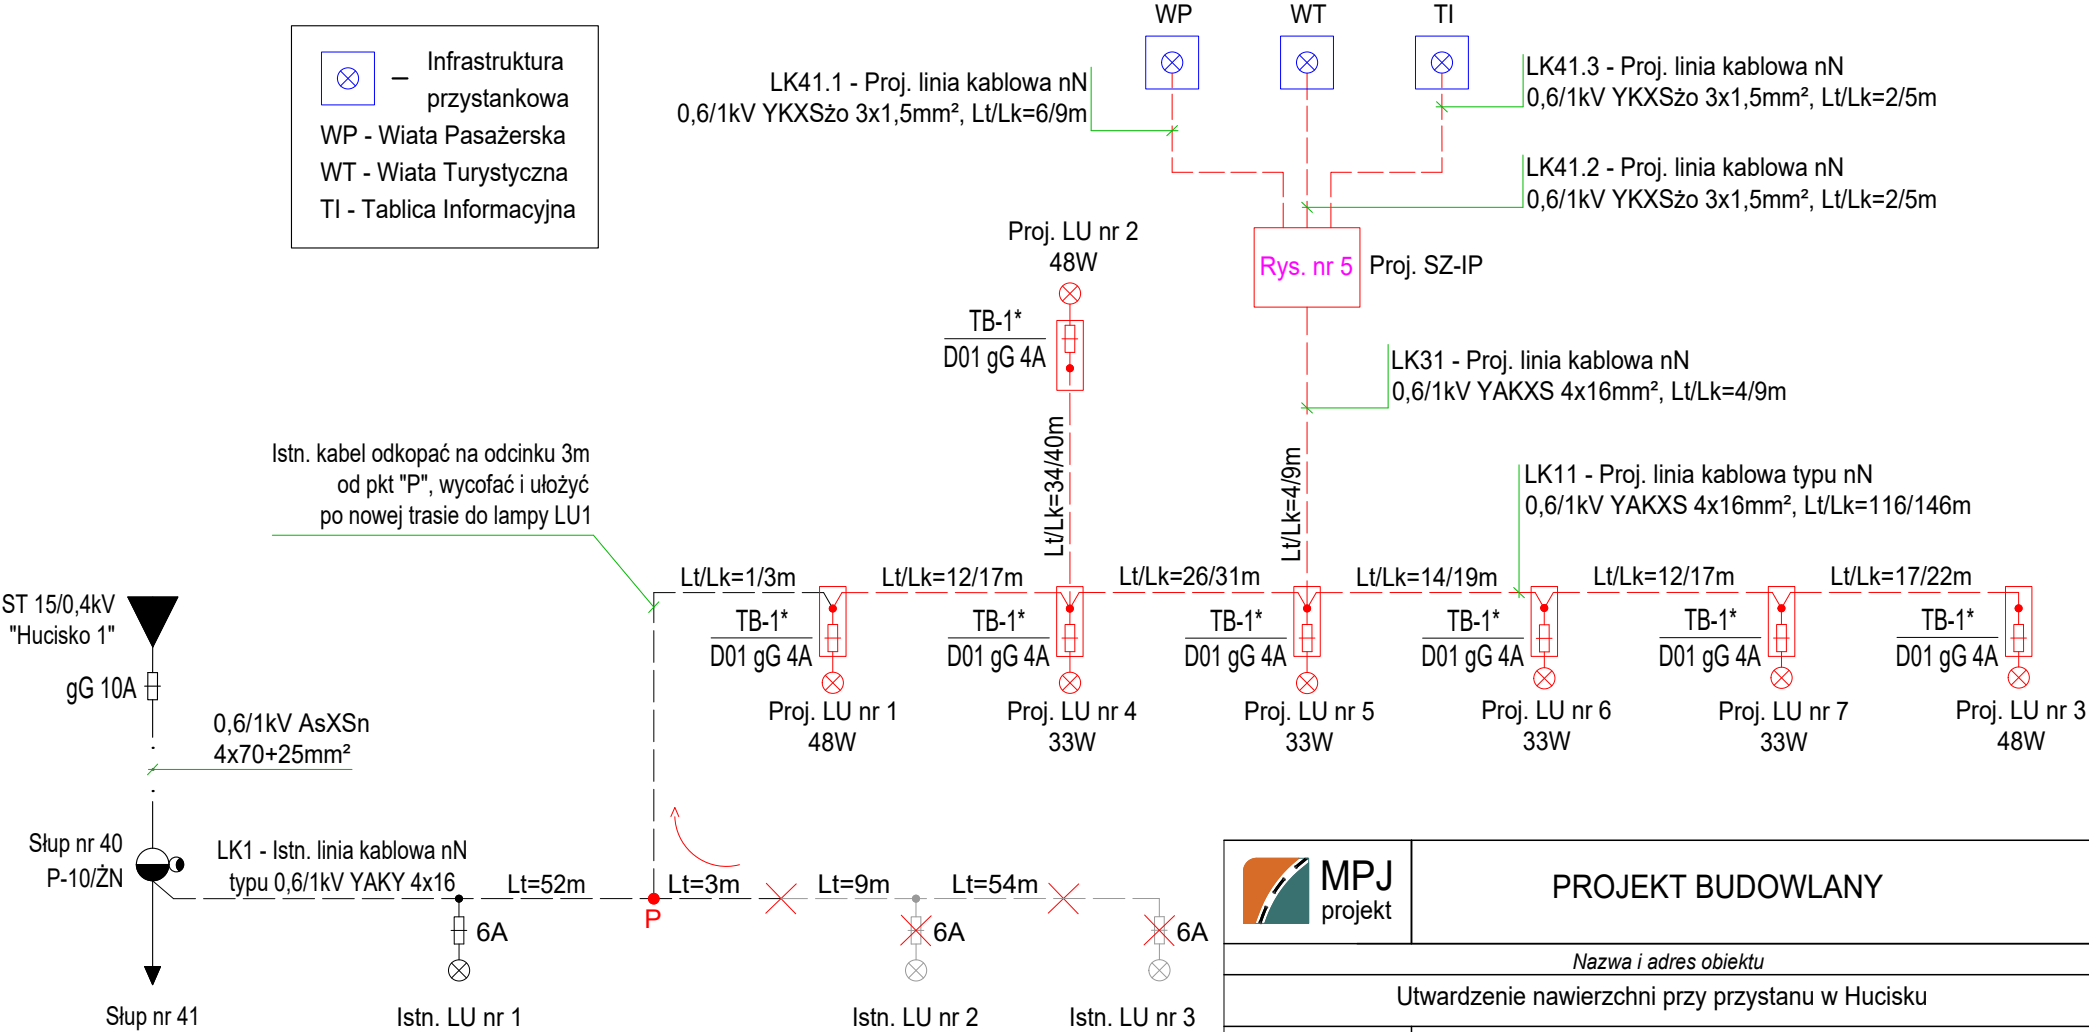 WP
WT
TI
– Infrastruktura
przystankowa
WP - Wiata Pasażerska
WT - Wiata Turystyczna
TI - Tablica Informacyjna
LK41.1 - Proj. linia kablowa nN
0,6/1kV YKXSżo 3x1,5mm², Lt/Lk=6/9m
LK41.3 - Proj. linia kablowa nN
0,6/1kV YKXSżo 3x1,5mm², Lt/Lk=2/5m
LK41.2 - Proj. linia kablowa nN
0,6/1kV YKXSżo 3x1,5mm², Lt/Lk=2/5m
Proj. LU nr 2
48W
Rys. nr 5
Proj. SZ-IP
TB-1*
D01 gG 4A
LK31 - Proj. linia kablowa nN
0,6/1kV YAKXS 4x16mm², Lt/Lk=4/9m
Lt/Lk=34/40m
Lt/Lk=4/9m
Istn. kabel odkopać na odcinku 3m
od pkt "P", wycofać i ułożyć
po nowej trasie do lampy LU1
LK11 - Proj. linia kablowa typu nN
0,6/1kV YAKXS 4x16mm², Lt/Lk=116/146m
Lt/Lk=1/3m
Lt/Lk=12/17m
Lt/Lk=26/31m
Lt/Lk=14/19m
Lt/Lk=12/17m
Lt/Lk=17/22m
ST 15/0,4kV
"Hucisko 1"
TB-1*
D01 gG 4A
TB-1*
D01 gG 4A
TB-1*
D01 gG 4A
TB-1*
D01 gG 4A
TB-1*
D01 gG 4A
TB-1*
D01 gG 4A
gG 10A
Proj. LU nr 1
48W
Proj. LU nr 4
33W
Proj. LU nr 5
33W
Proj. LU nr 6
33W
Proj. LU nr 7
33W
Proj. LU nr 3
48W
0,6/1kV AsXSn
4x70+25mm²
Słup nr 40
P-10/ŻN
LK1 - Istn. linia kablowa nN
typu 0,6/1kV YAKY 4x16
Lt=52m
Lt=3m
Lt=9m
Lt=54m
P
6A
6A
6A
Słup nr 41
Istn. LU nr 1
Istn. LU nr 2
Istn. LU nr 3
MPJ
projekt
PROJEKT BUDOWLANY
Nazwa i adres obiektu
Utwardzenie nawierzchni przy przystanu w Hucisku